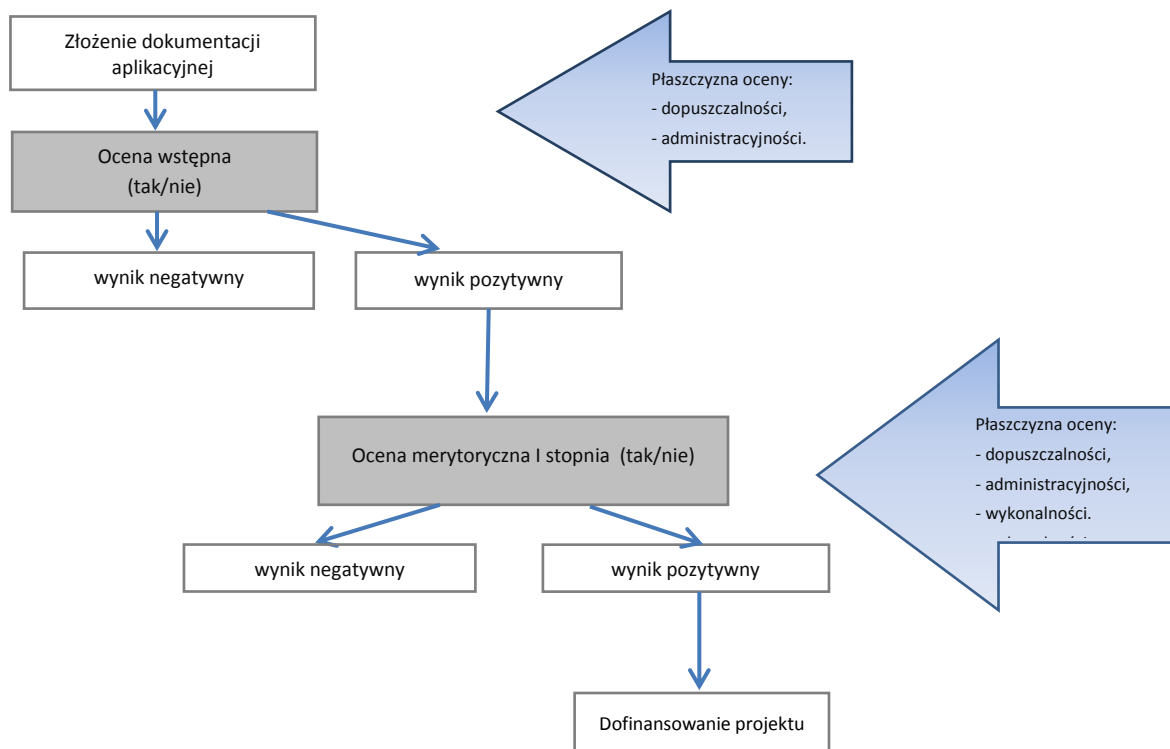 Złożenie dokumentacji
aplikacyjnej
Płaszczyzna oceny:
- dopuszczalności,
- administracyjności.
Ocena wstępna
(tak/nie)
wynik negatywny
wynik pozytywny
Ocena merytoryczna I stopnia (tak/nie)
Płaszczyzna oceny:
- dopuszczalności,
- administracyjności,
- wykonalności.
wynik negatywny
wynik pozytywny
Dofinansowanie projektu